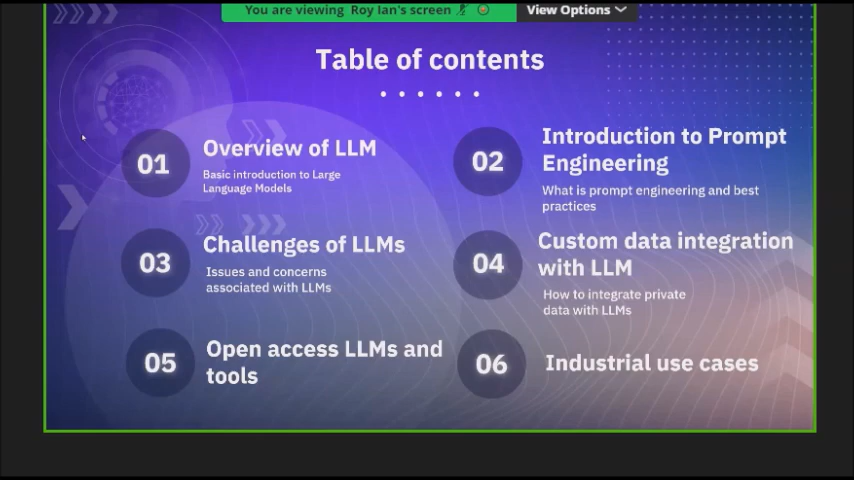 You are viewing Roy Ian's screen
View Options
Table of contents
01
Overview of LLM
Basic introduction to Large
Language Models
02
Introduction to Prompt
Engineering
What is prompt engineering and best
practices
03
Challenges of LLMs
Issues and concerns
associated with LLMs
04
Custom data integration
with LLM
How to integrate private
data with LLMs
05
Open access LLMs and
tools
06
Industrial use cases